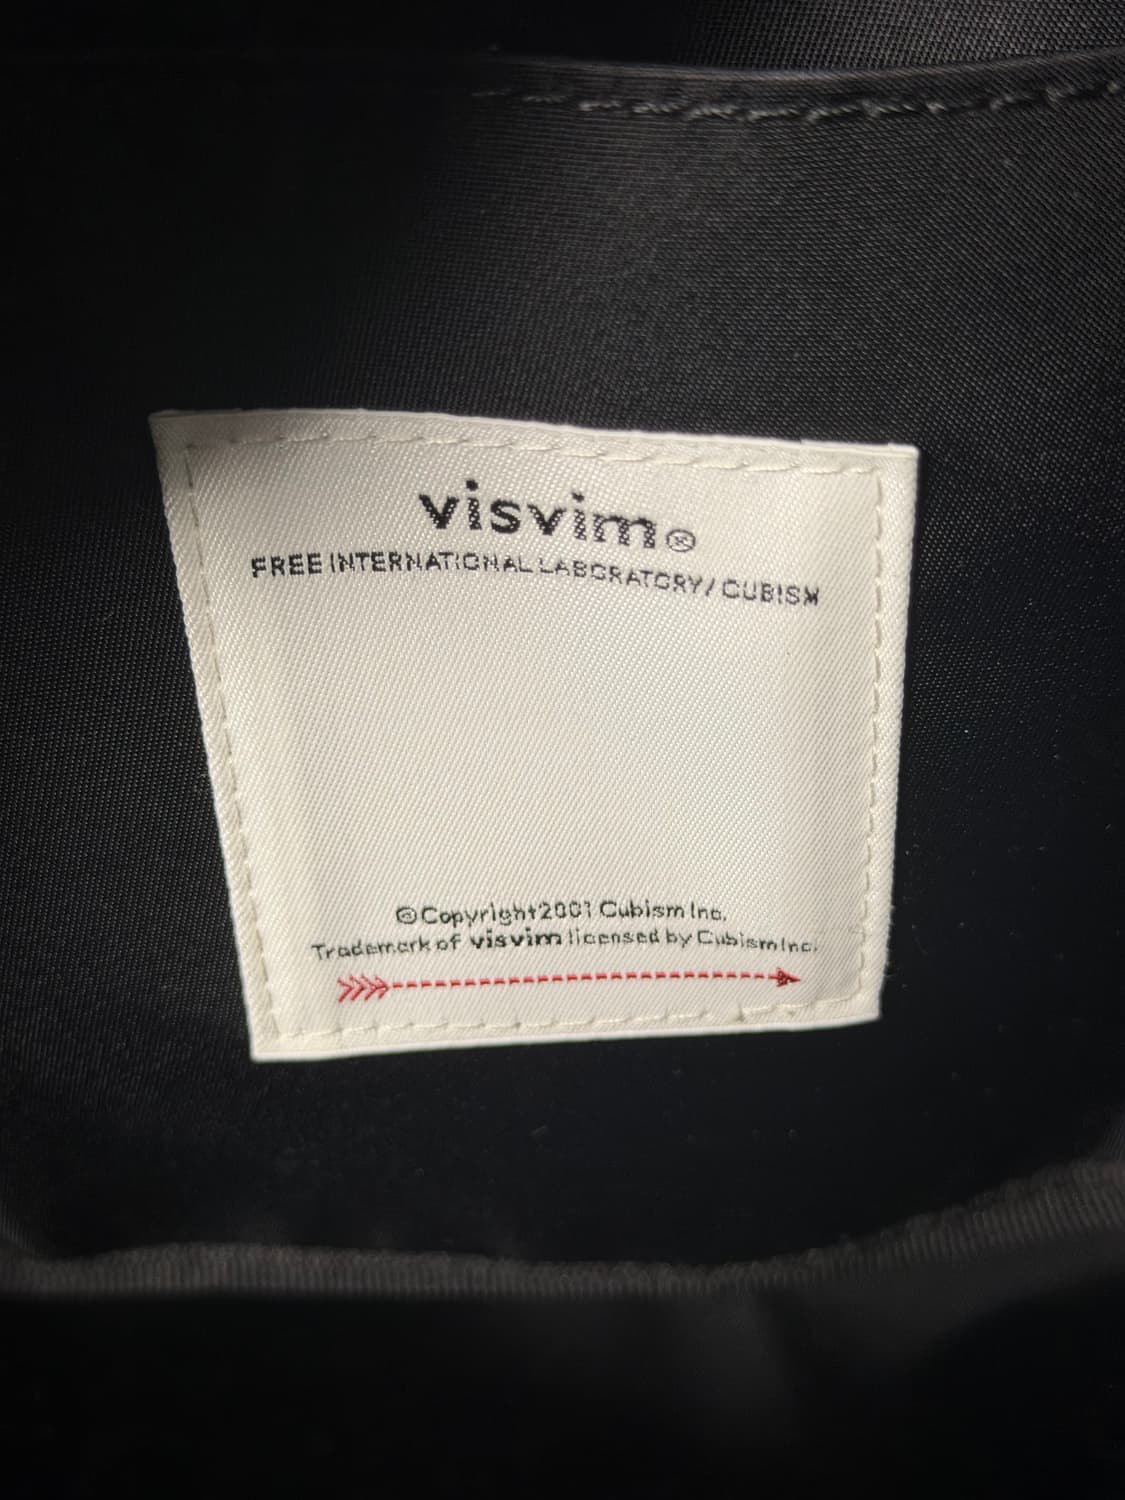 visvim®
FREE INTERNATIONAL LABORATORY / CUBISM
©Copyright 2001 Cubism Inc.
Trademark of visvim licensed by Cubism Inc.